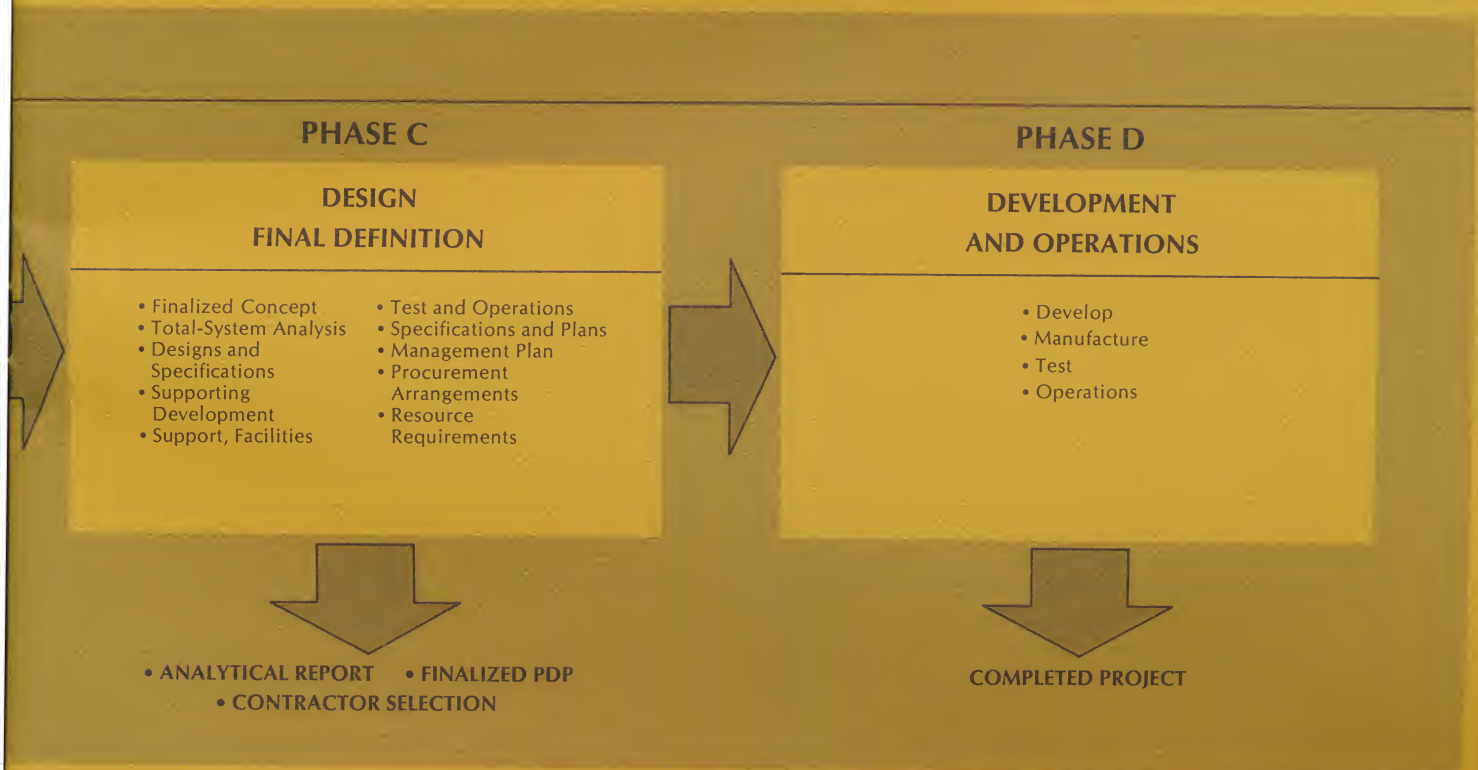 PHASE C
DESIGN
FINAL DEFINITION
• Finalized Concept
• Total-System Analysis
• Designs and
Specifications
• Supporting
Development
• Support, Facilities
• Test and Operations
• Specifications and Plans
• Management Plan
• Procurement
Arrangements
• Resource
Requirements
• ANALYTICAL REPORT • FINALIZED PDP
• CONTRACTOR SELECTION
PHASE D
DEVELOPMENT
AND OPERATIONS
• Develop
• Manufacture
• Test
• Operations
COMPLETED PROJECT